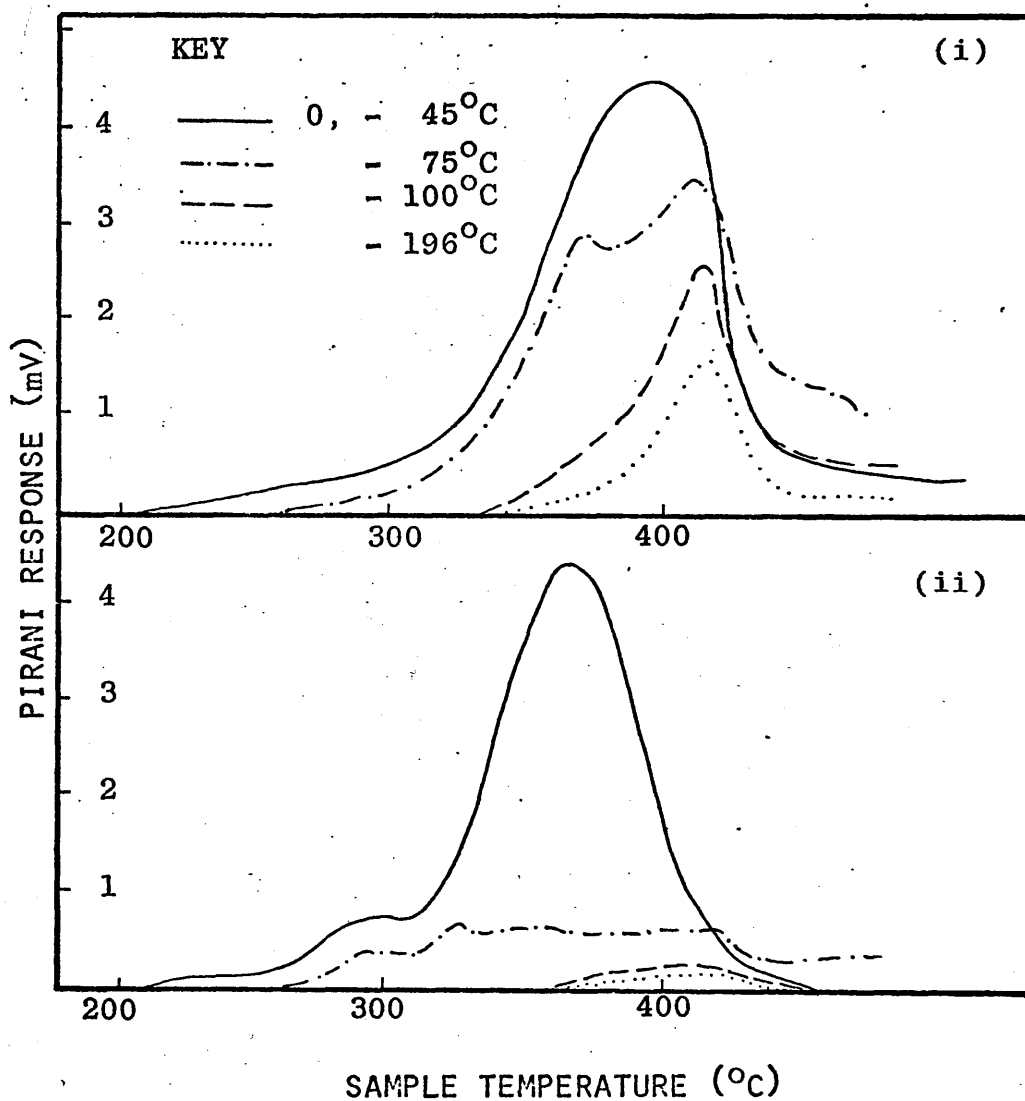 KEY
(i)
0, - 45°C
- 75°C
- 100°C
- 196°C
4
3
2
1
200 300 400
(ii)
4
3
2
1
200 300 400
PIRANI RESPONSE (mV)
SAMPLE TEMPERATURE (°C)